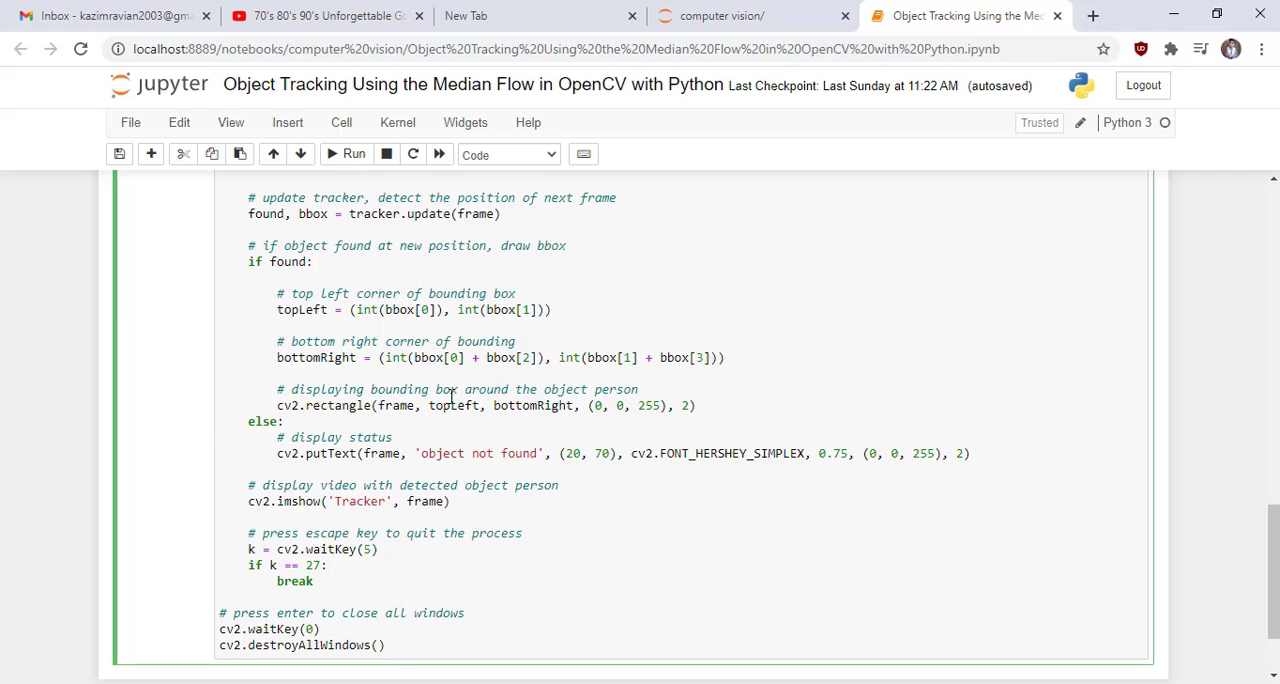 Inbox - kazimravian2003@gma
70's 80's 90's Unforgettable Go
New Tab
computer vision/
Object Tracking Using the Med
localhost:8889/notebooks/computer%20vision/Object%20Tracking%20Using%20the%20Median%20Flow%20in%20OpenCV%20with%20Python.ipynb
jupyter Object Tracking Using the Median Flow in OpenCV with Python Last Checkpoint: Last Sunday at 11:22 AM (autosaved)
Logout
File Edit View Insert Cell Kernel Widgets Help
Trusted Python 3
Run Code
# update tracker, detect the position of next frame
found, bbox = tracker.update(frame)
# if object found at new position, draw bbox
if found:
# top left corner of bounding box
topLeft = (int(bbox[0]), int(bbox[1]))
# bottom right corner of bounding
bottomRight = (int(bbox[0] + bbox[2]), int(bbox[1] + bbox[3]))
# displaying bounding box around the object person
cv2.rectangle(frame, topLeft, bottomRight, (0, 0, 255), 2)
else:
# display status
cv2.putText(frame, 'object not found', (20, 70), cv2.FONT_HERSHEY_SIMPLEX, 0.75, (0, 0, 255), 2)
# display video with detected object person
cv2.imshow('Tracker', frame)
# press escape key to quit the process
k = cv2.waitKey(5)
if k == 27:
break
# press enter to close all windows
cv2.waitKey(0)
cv2.destroyAllWindows()